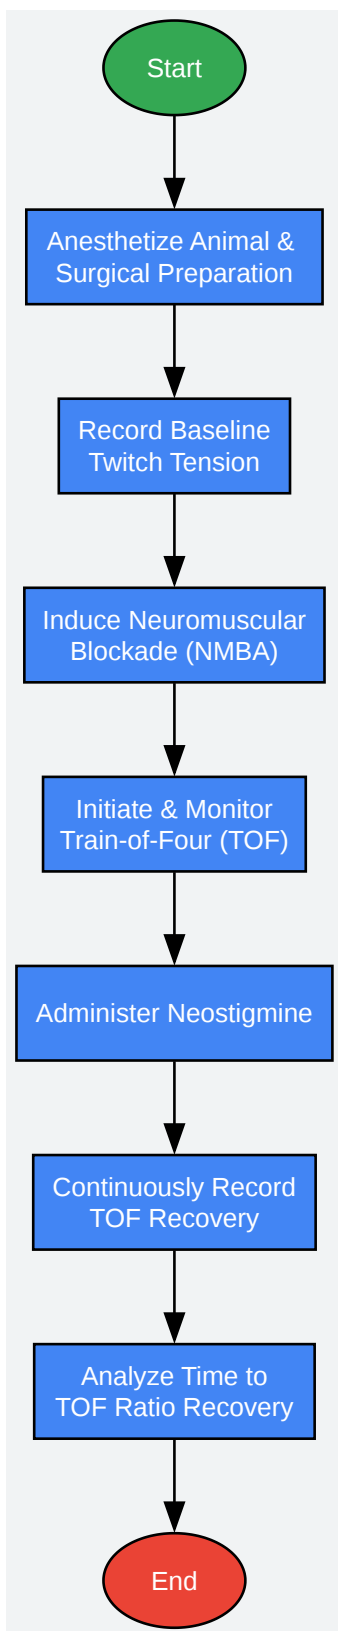 Start
Anesthetize Animal &
Surgical Preparation
Record Baseline
Twitch Tension
Induce Neuromuscular
Blockade (NMBA)
Initiate & Monitor
Train-of-Four (TOF)
Administer Neostigmine
Continuously Record
TOF Recovery
Analyze Time to
TOF Ratio Recovery
End